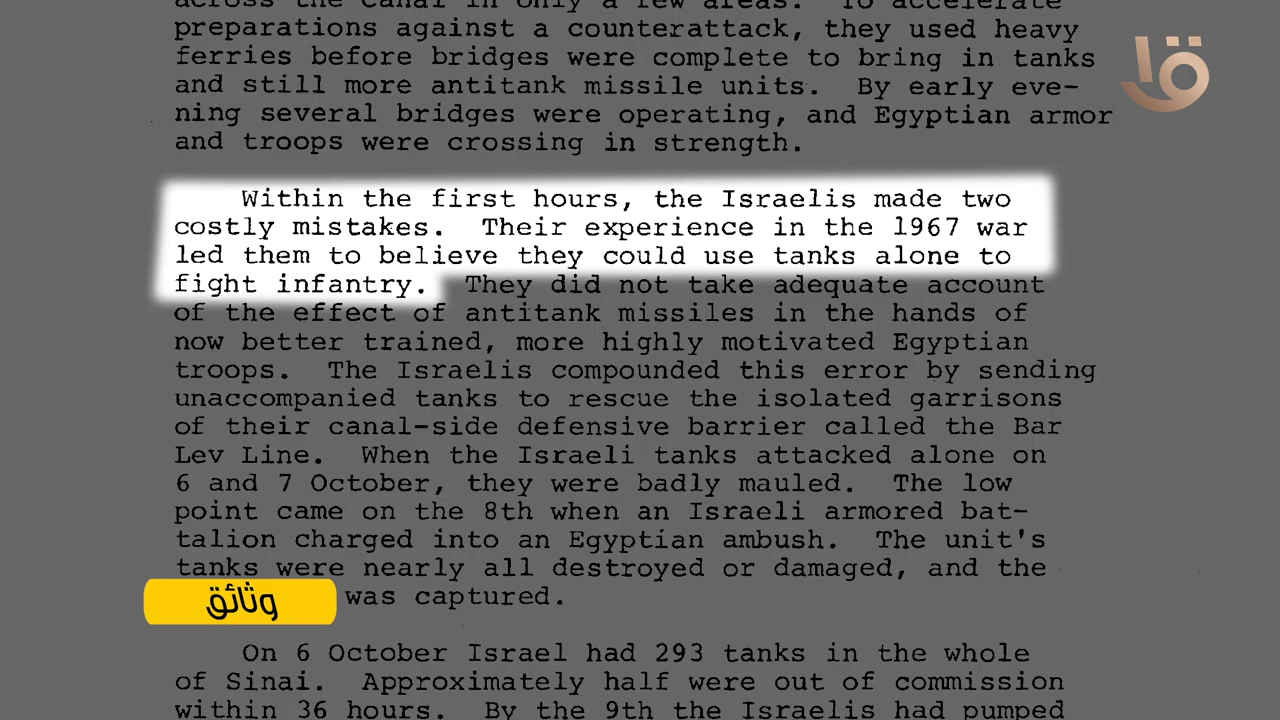 across the Canal in only a few areas. To accelerate
preparations against a counterattack, they used heavy
ferries before bridges were complete to bring in tanks
and still more antitank missile units. By early eve-
ning several bridges were operating, and Egyptian armor
and troops were crossing in strength.
Within the first hours, the Israelis made two
costly mistakes. Their experience in the 1967 war
led them to believe they could use tanks alone to
fight infantry. They did not take adequate account
of the effect of antitank missiles in the hands of
now better trained, more highly motivated Egyptian
troops. The Israelis compounded this error by sending
unaccompanied tanks to rescue the isolated garrisons
of their canal-side defensive barrier called the Bar
Lev Line. When the Israeli tanks attacked alone on
6 and 7 October, they were badly mauled. The low
point came on the 8th when an Israeli armored bat-
talion charged into an Egyptian ambush. The unit's
tanks were nearly all destroyed or damaged, and the
was captured.
وثائق
On 6 October Israel had 293 tanks in the whole
of Sinai. Approximately half were out of commission
within 36 hours. By the 9th the Israelis had pumped